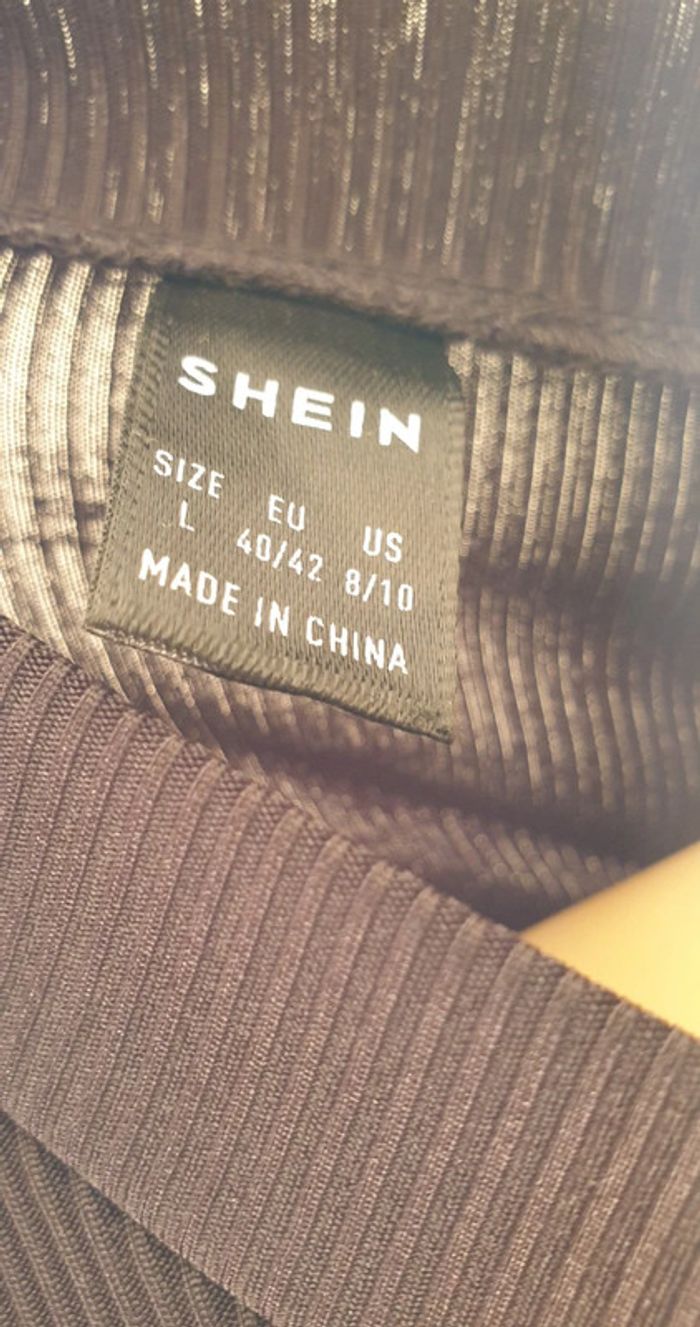 SHEIN
SIZE EU US
L 40/42 8/10
MADE IN CHINA